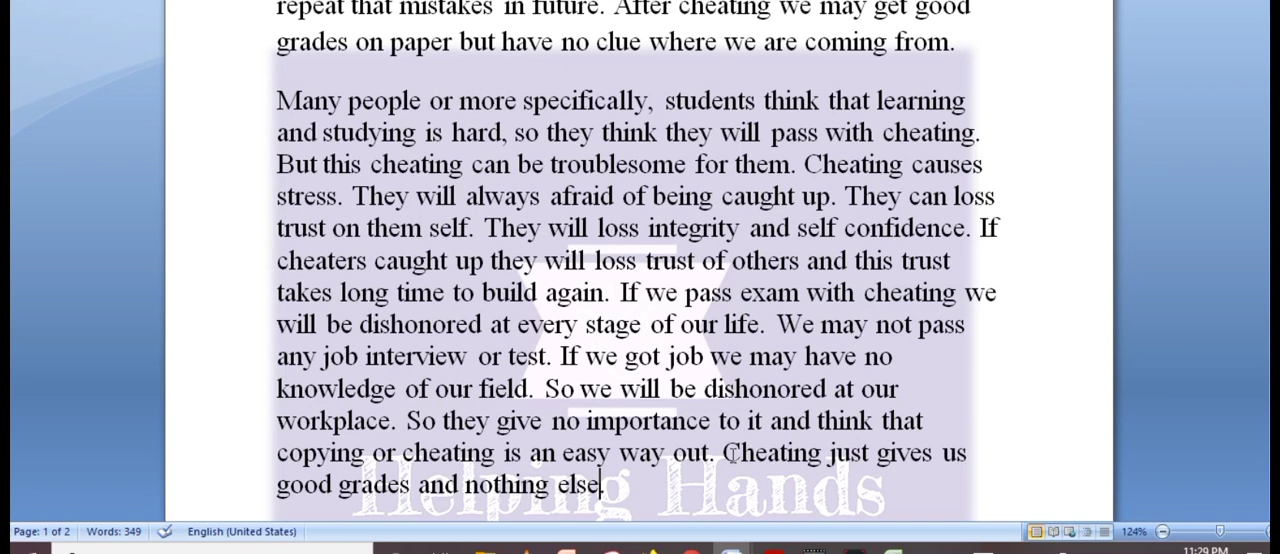 repeat that mistakes in future. After cheating we may get good
grades on paper but have no clue where we are coming from.
Many people or more specifically, students think that learning
and studying is hard, so they think they will pass with cheating.
But this cheating can be troublesome for them. Cheating causes
stress. They will always afraid of being caught up. They can loss
trust on them self. They will loss integrity and self confidence. If
cheaters caught up they will loss trust of others and this trust
takes long time to build again. If we pass exam with cheating we
will be dishonored at every stage of our life. We may not pass
any job interview or test. If we got job we may have no
knowledge of our field. So we will be dishonored at our
workplace. So they give no importance to it and think that
copying or cheating is an easy way out. Cheating just gives us
good grades and nothing else.
Helping Hands
Page: 1 of 2 Words: 349 English (United States) 124%
11:29 PM